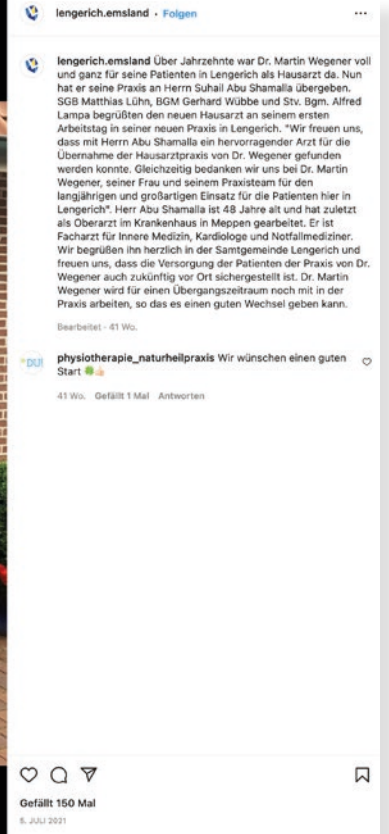 lengerich.emsland • Folgen
lengerich.emsland Über Jahrzehnte war Dr. Martin Wegener voll
und ganz für seine Patienten in Lengerich als Hausarzt da. Nun
hat er seine Praxis an Herrn Suhail Abu Shamalla übergeben.
SGB Matthias Lühn, BGM Gerhard Wübbe und Stv. Bgm. Alfred
Lampa begrüßten den neuen Hausarzt an seinem ersten
Arbeitstag in seiner neuen Praxis in Lengerich. "Wir freuen uns,
dass mit Herrn Abu Shamalla ein hervorragender Arzt für die
Übernahme der Hausarztpraxis von Dr. Wegener gefunden
werden konnte. Gleichzeitig bedanken wir uns bei Dr. Martin
Wegener, seiner Frau und seinem Praxisteam für den
langjährigen und großartigen Einsatz für die Patienten hier in
Lengerich". Herr Abu Shamalla ist 48 Jahre alt und hat zuletzt
als Oberarzt im Krankenhaus in Meppen gearbeitet. Er ist
Facharzt für Innere Medizin, Kardiologe und Notfallmediziner.
Wir begrüßen ihn herzlich in der Samtgemeinde Lengerich und
freuen uns, dass die Versorgung der Patienten der Praxis von Dr.
Wegener auch zukünftig vor Ort sichergestellt ist. Dr. Martin
Wegener wird für einen Übergangszeitraum noch mit in der
Praxis arbeiten, so das es einen guten Wechsel geben kann.
Bearbeitet · 41 Wo.
physiotherapie_naturheilpraxis Wir wünschen einen guten
Start 🍀👍🏼
41 Wo. Gefällt 1 Mal Antworten
Gefällt 150 Mal
5. JULI 2021